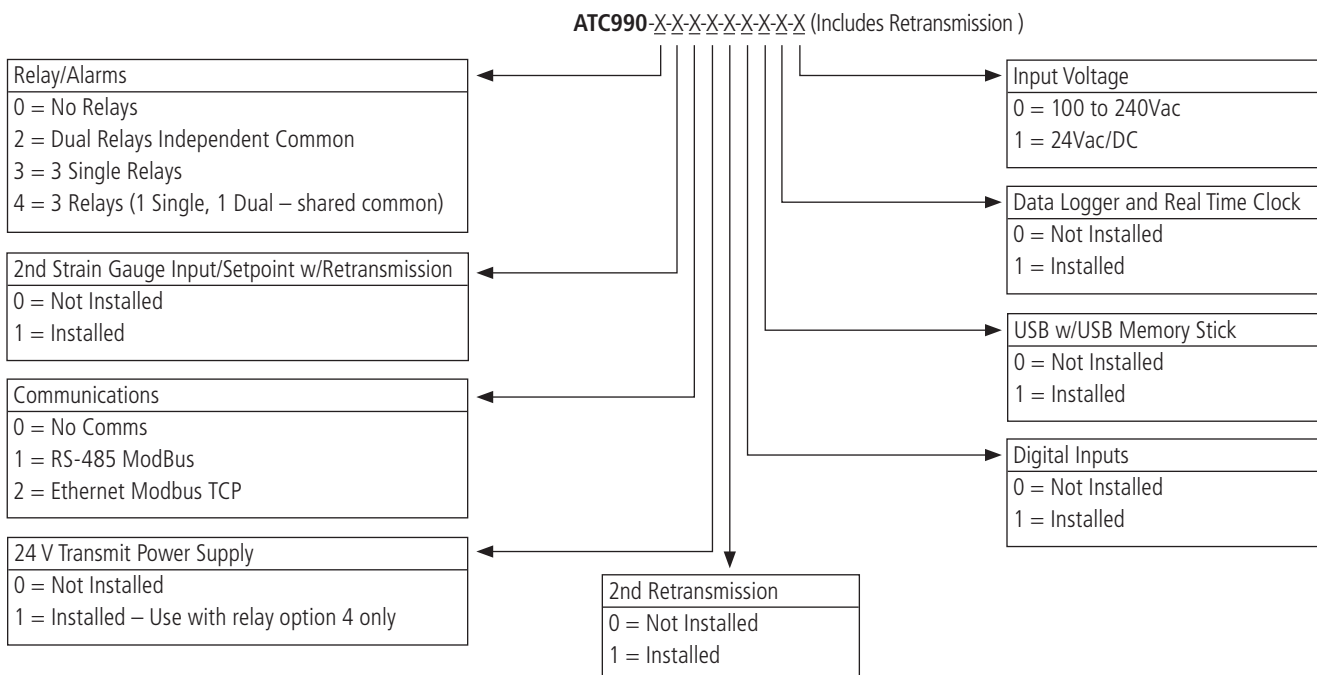 ATC990-X-X-X-X-X-X-X-X-X (Includes Retransmission )
Relay/Alarms
0 = No Relays
2 = Dual Relays Independent Common
3 = 3 Single Relays
4 = 3 Relays (1 Single, 1 Dual – shared common)
2nd Strain Gauge Input/Setpoint w/Retransmission
0 = Not Installed
1 = Installed
Communications
0 = No Comms
1 = RS-485 ModBus
2 = Ethernet Modbus TCP
24 V Transmit Power Supply
0 = Not Installed
1 = Installed – Use with relay option 4 only
2nd Retransmission
0 = Not Installed
1 = Installed
Input Voltage
0 = 100 to 240Vac
1 = 24Vac/DC
Data Logger and Real Time Clock
0 = Not Installed
1 = Installed
USB w/USB Memory Stick
0 = Not Installed
1 = Installed
Digital Inputs
0 = Not Installed
1 = Installed